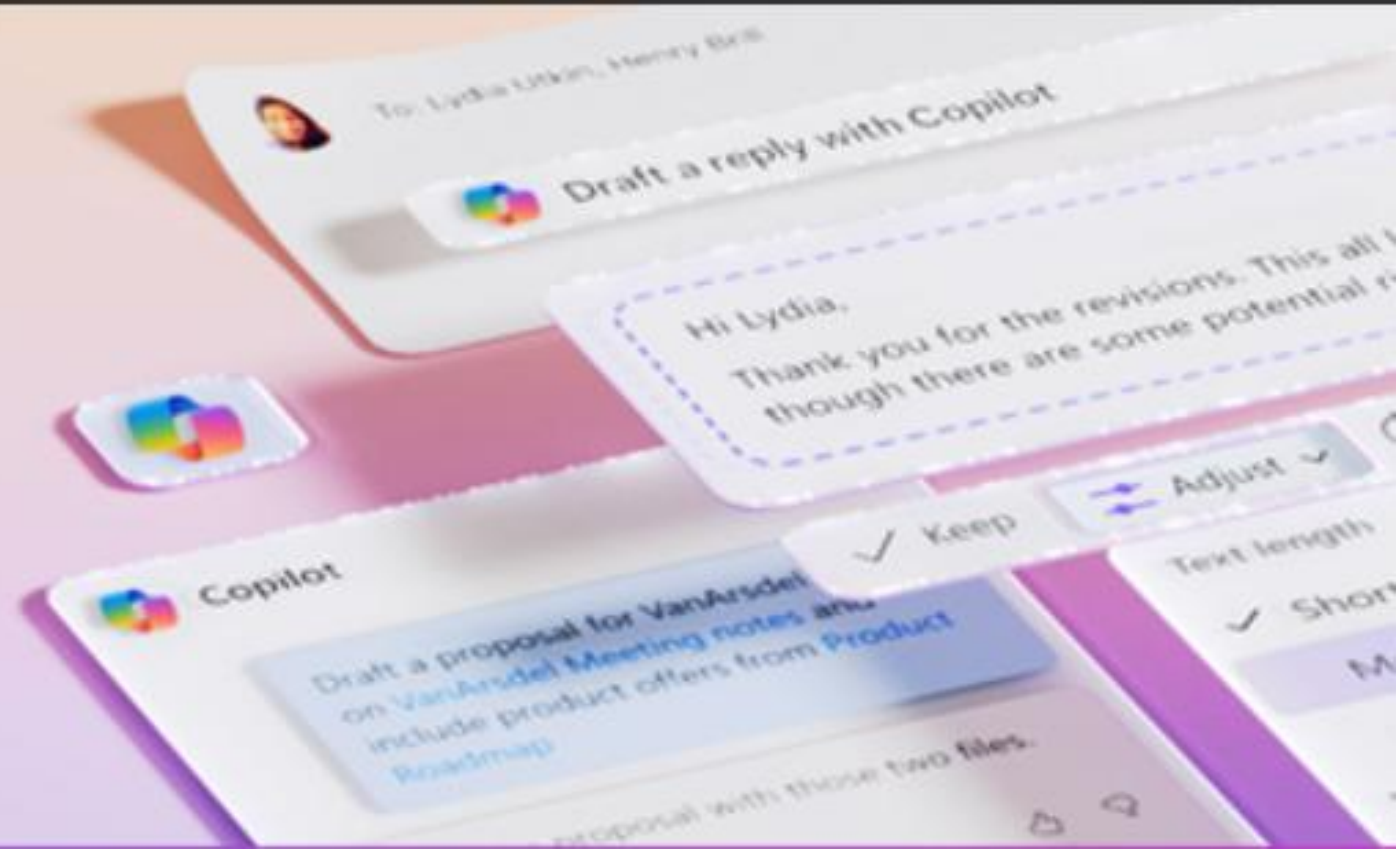 To: Lydia Utkin, Henry Brill
Draft a reply with Copilot
Hi Lydia,
Thank you for the revisions. This all
though there are some potential
Keep
Adjust
Text length
Copilot
Draft a proposal for VanArsdel
on VanArsdel Meeting notes and
include product offers from Product
Roadmap
proposal with those two files.